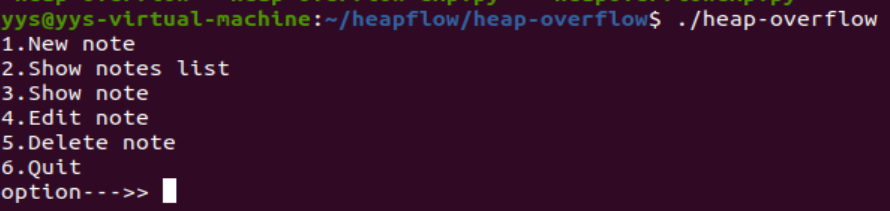 yys@yys-virtual-machine:~/heapflow/heap-overflow$ ./heap-overflow
1.New note
2.Show notes list
3.Show note
4.Edit note
5.Delete note
6.Quit
option--->>